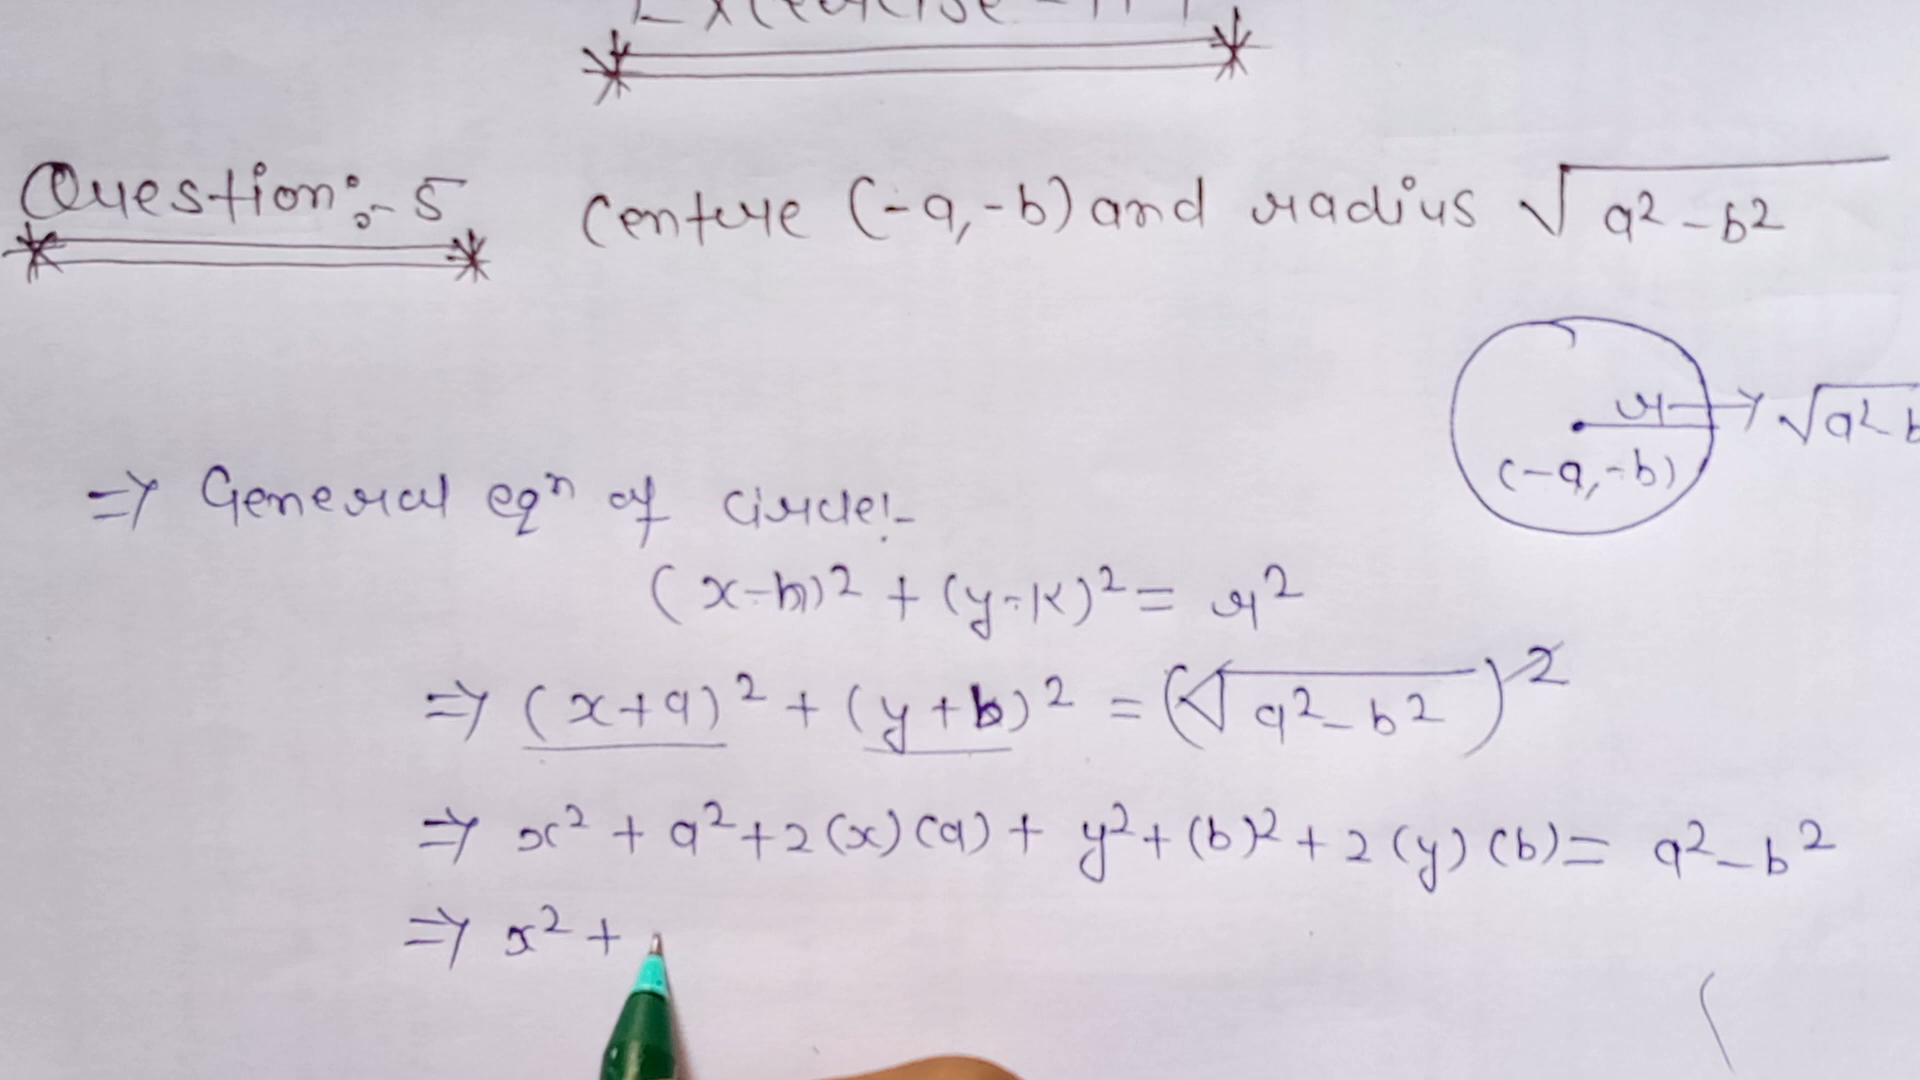 Question:-5 Centre (-a,-b) and radius √a²-b²
r → √a²-b
(-a,-b)
=> General eqⁿ of circle:-
(x-h)² + (y-k)² = r²
=> (x+a)² + (y+b)² = (√a²-b²)²
=> x² + a² + 2(x)(a) + y² + (b)² + 2(y)(b) = a²-b²
=> x² +